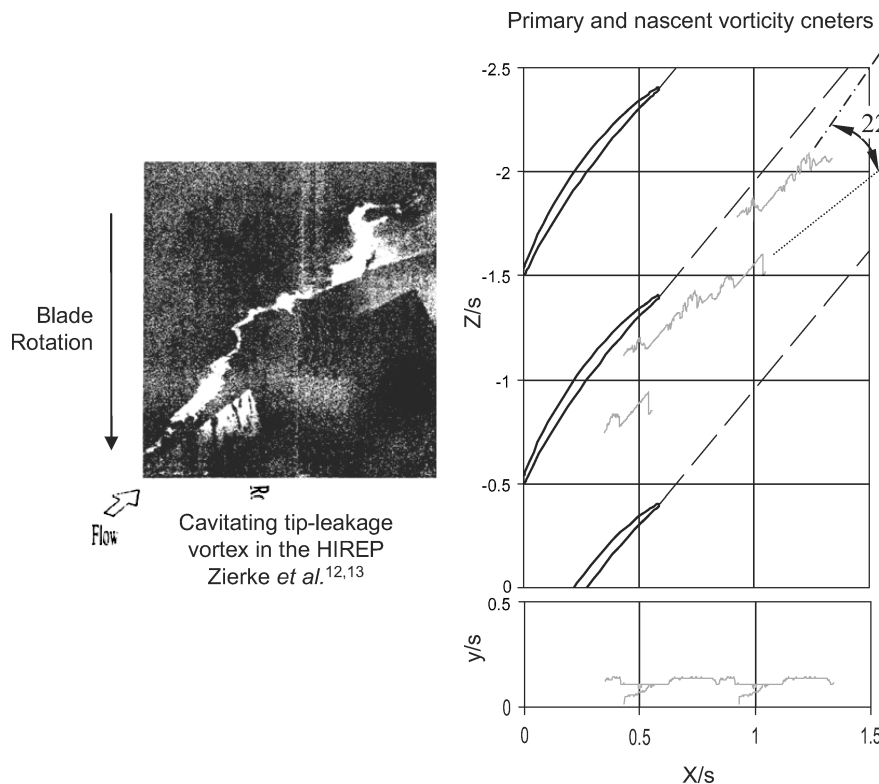 Primary and nascent vorticity cneters
-2.5
-2
-1.5
-1
-0.5
0
Z/s
22
Blade
Rotation
Flow
Cavitating tip-leakage
vortex in the HIREP
Zierke et al.12,13
0.5
0
y/s
0
0.5
1
1.5
X/s